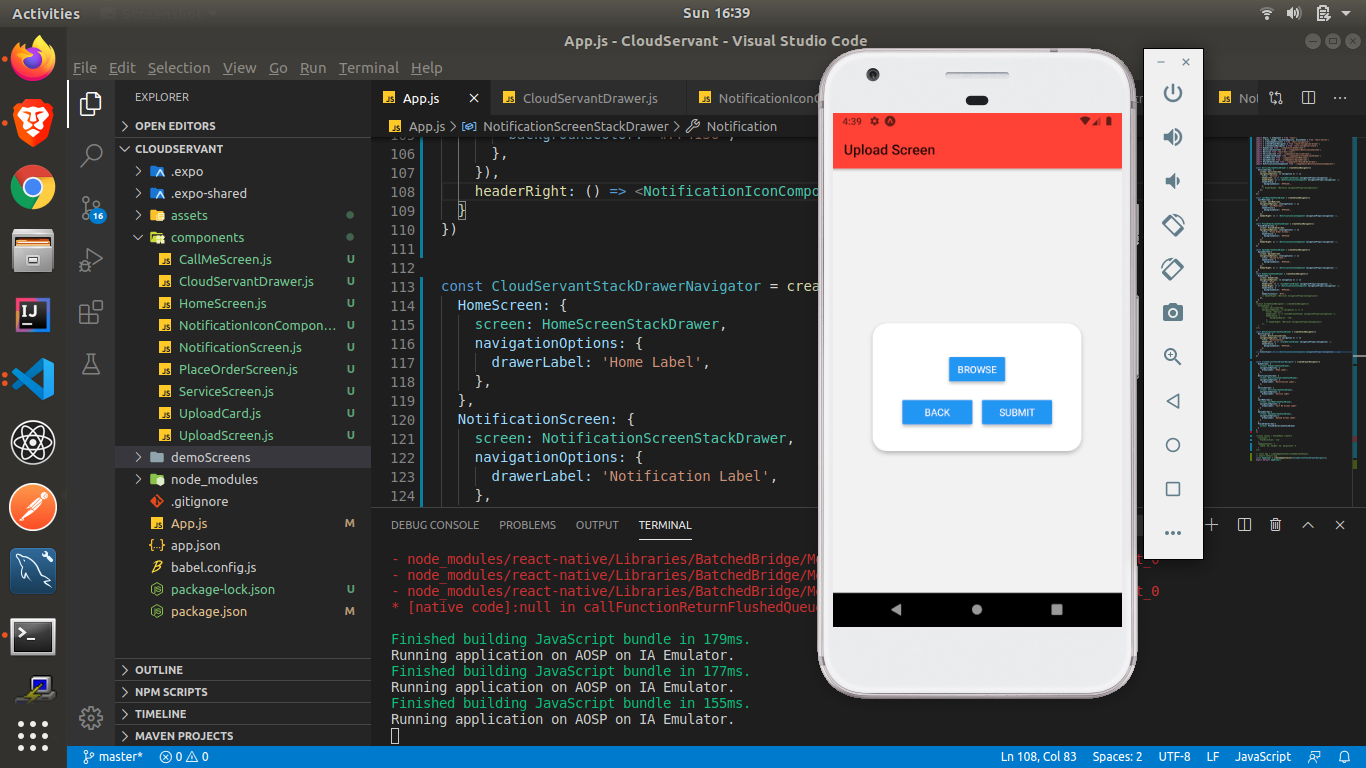 Activities
Sun 16:39
App.js - CloudServant - Visual Studio Code
File Edit Selection View Go Run Terminal Help
EXPLORER
OPEN EDITORS
CLOUDSERVANT
.expo
.expo-shared
assets
components
CallMeScreen.js U
CloudServantDrawer.js U
HomeScreen.js U
NotificationIconCompon... U
NotificationScreen.js U
PlaceOrderScreen.js U
ServiceScreen.js U
UploadCard.js U
UploadScreen.js U
demoScreens
node_modules
.gitignore
App.js M
app.json
babel.config.js
package-lock.json U
package.json M
OUTLINE
NPM SCRIPTS
TIMELINE
MAVEN PROJECTS
16
App.js
CloudServantDrawer.js
NotificationIconC
App.js > NotificationScreenStackDrawer > Notification
106 },
107 }),
108 headerRight: () => <NotificationIconCompo
109 }
110 })
111
112
113 const CloudServantStackDrawerNavigator = crea
114 HomeScreen: {
115 screen: HomeScreenStackDrawer,
116 navigationOptions: {
117 drawerLabel: 'Home Label',
118 },
119 },
120 NotificationScreen: {
121 screen: NotificationScreenStackDrawer,
122 navigationOptions: {
123 drawerLabel: 'Notification Label',
124 },
DEBUG CONSOLE PROBLEMS OUTPUT TERMINAL
- node_modules/react-native/Libraries/BatchedBridge/M
- node_modules/react-native/Libraries/BatchedBridge/M
- node_modules/react-native/Libraries/BatchedBridge/M
* [native code]:null in callFunctionReturnFlushedQueu
Finished building JavaScript bundle in 179ms.
Running application on AOSP on IA Emulator.
Finished building JavaScript bundle in 177ms.
Running application on AOSP on IA Emulator.
Finished building JavaScript bundle in 155ms.
Running application on AOSP on IA Emulator.
4:39
Upload Screen
BROWSE
BACK SUBMIT
master* 0 0
Ln 108, Col 83 Spaces: 2 UTF-8 LF JavaScript